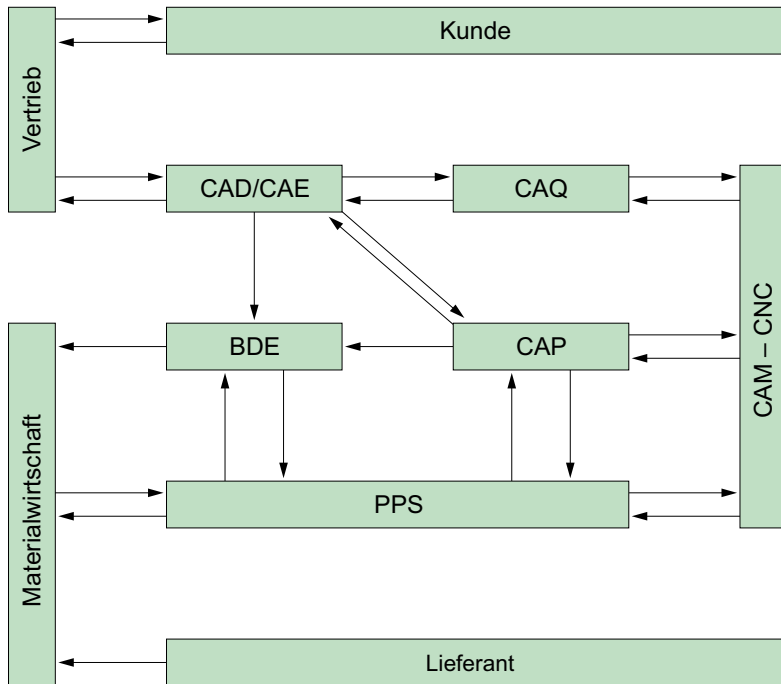 Kunde
Vertrieb
CAD/CAE
CAQ
CAM – CNC
BDE
CAP
Materialwirtschaft
PPS
Lieferant